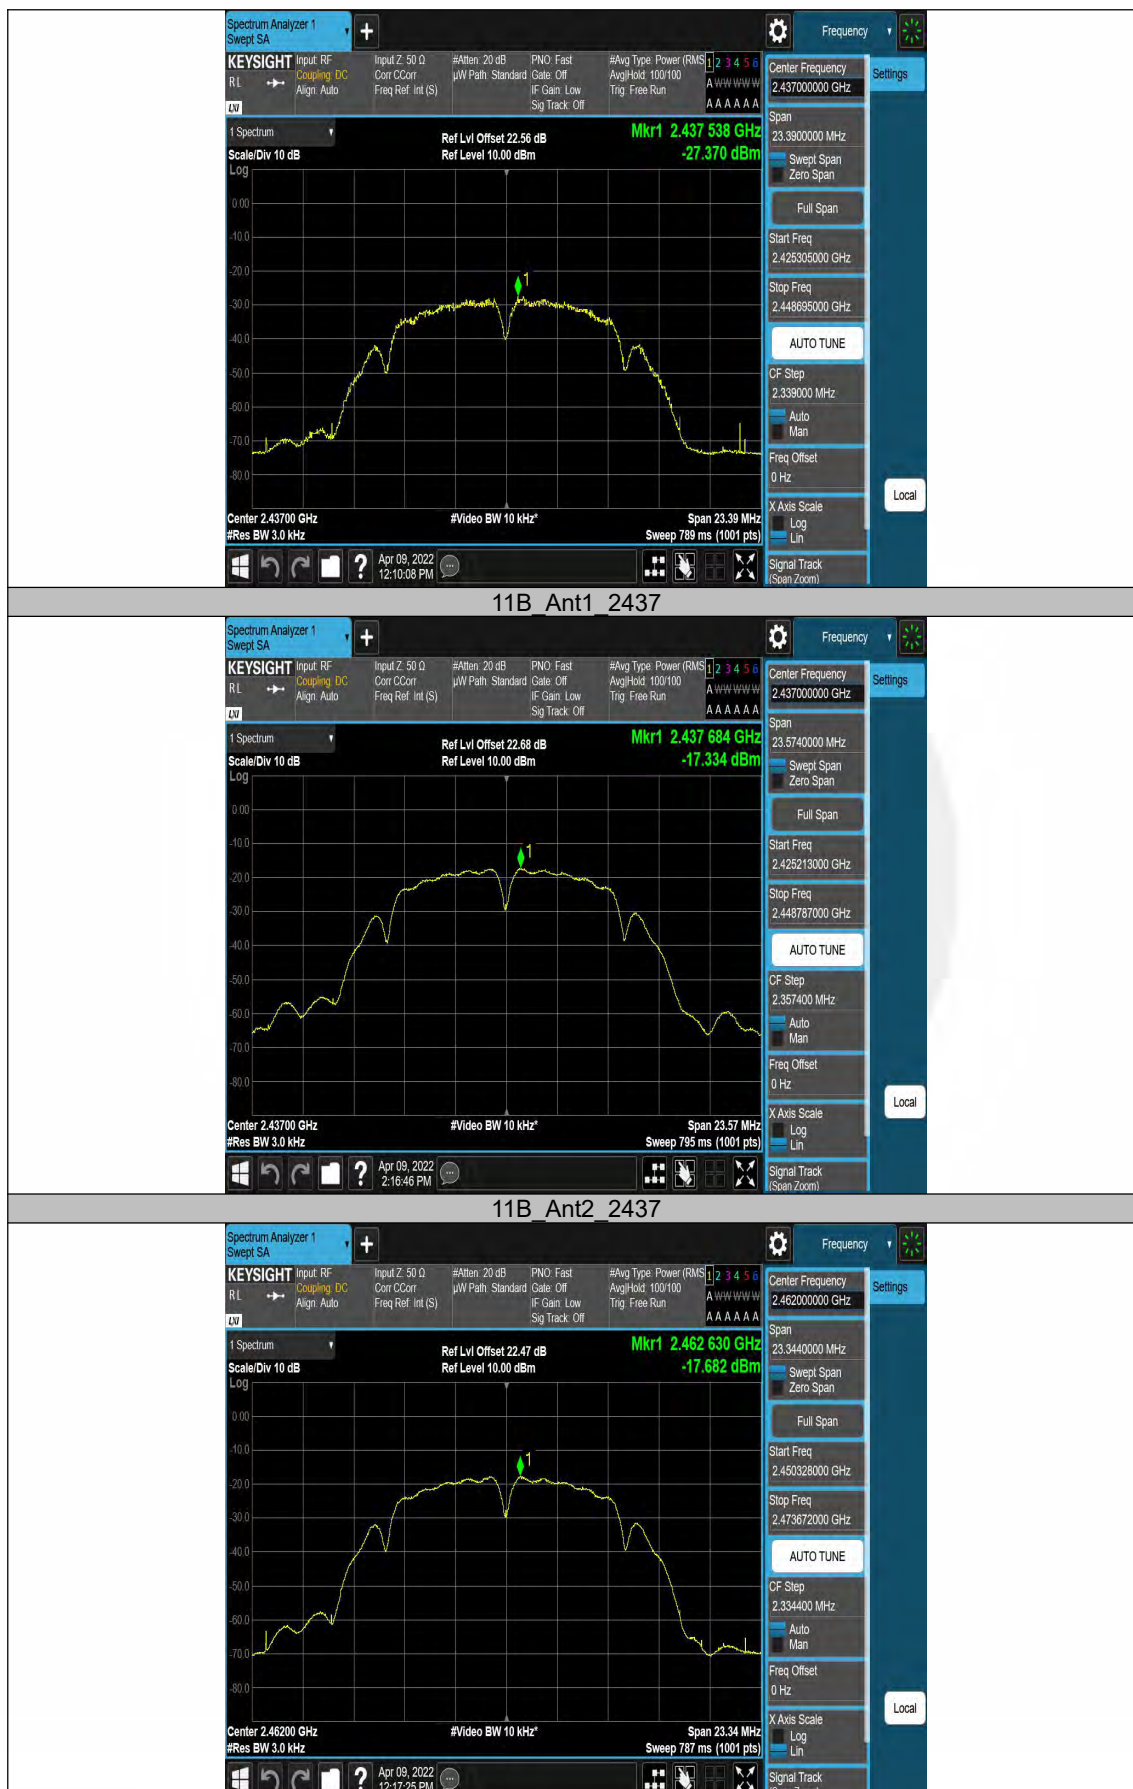 Spectrum Analyzer 1
Swept SA
Frequency
KEYSIGHT
RL
LXI
Input: RF
Coupling: DC
Align: Auto
Input Z: 50 Ω
Corr CCorr
Freq Ref: Int (S)
#Atten: 20 dB
µW Path: Standard
PNO: Fast
Gate: Off
IF Gain: Low
Sig Track: Off
#Avg Type: Power (RMS
Avg|Hold: 100/100
Trig: Free Run
1 2 3 4 5 6
A W W W W W
A A A A A A
Center Frequency
2.437000000 GHz
Settings
Span
23.3900000 MHz
Swept Span
Zero Span
Full Span
Start Freq
2.425305000 GHz
Stop Freq
2.448695000 GHz
AUTO TUNE
CF Step
2.339000 MHz
Auto
Man
Freq Offset
0 Hz
X Axis Scale
Log
Lin
Signal Track
(Span Zoom)
Local
1 Spectrum
Scale/Div 10 dB
Log
Ref Lvl Offset 22.56 dB
Ref Level 10.00 dBm
Mkr1 2.437 538 GHz
-27.370 dBm
1
0.00
-10.0
-20.0
-30.0
-40.0
-50.0
-60.0
-70.0
-80.0
Center 2.43700 GHz
#Res BW 3.0 kHz
#Video BW 10 kHz*
Span 23.39 MHz
Sweep 789 ms (1001 pts)
Apr 09, 2022
12:10:08 PM
11B_Ant1_2437
Spectrum Analyzer 1
Swept SA
Frequency
KEYSIGHT
RL
LXI
Input: RF
Coupling: DC
Align: Auto
Input Z: 50 Ω
Corr CCorr
Freq Ref: Int (S)
#Atten: 20 dB
µW Path: Standard
PNO: Fast
Gate: Off
IF Gain: Low
Sig Track: Off
#Avg Type: Power (RMS
Avg|Hold: 100/100
Trig: Free Run
1 2 3 4 5 6
A W W W W W
A A A A A A
Center Frequency
2.437000000 GHz
Settings
Span
23.5740000 MHz
Swept Span
Zero Span
Full Span
Start Freq
2.425213000 GHz
Stop Freq
2.448787000 GHz
AUTO TUNE
CF Step
2.357400 MHz
Auto
Man
Freq Offset
0 Hz
X Axis Scale
Log
Lin
Signal Track
(Span Zoom)
Local
1 Spectrum
Scale/Div 10 dB
Log
Ref Lvl Offset 22.68 dB
Ref Level 10.00 dBm
Mkr1 2.437 684 GHz
-17.334 dBm
1
0.00
-10.0
-20.0
-30.0
-40.0
-50.0
-60.0
-70.0
-80.0
Center 2.43700 GHz
#Res BW 3.0 kHz
#Video BW 10 kHz*
Span 23.57 MHz
Sweep 795 ms (1001 pts)
Apr 09, 2022
2:16:46 PM
11B_Ant2_2437
Spectrum Analyzer 1
Swept SA
Frequency
KEYSIGHT
RL
LXI
Input: RF
Coupling: DC
Align: Auto
Input Z: 50 Ω
Corr CCorr
Freq Ref: Int (S)
#Atten: 20 dB
µW Path: Standard
PNO: Fast
Gate: Off
IF Gain: Low
Sig Track: Off
#Avg Type: Power (RMS
Avg|Hold: 100/100
Trig: Free Run
1 2 3 4 5 6
A W W W W W
A A A A A A
Center Frequency
2.462000000 GHz
Settings
Span
23.3440000 MHz
Swept Span
Zero Span
Full Span
Start Freq
2.450328000 GHz
Stop Freq
2.473672000 GHz
AUTO TUNE
CF Step
2.334400 MHz
Auto
Man
Freq Offset
0 Hz
X Axis Scale
Log
Lin
Signal Track
Local
1 Spectrum
Scale/Div 10 dB
Log
Ref Lvl Offset 22.47 dB
Ref Level 10.00 dBm
Mkr1 2.462 630 GHz
-17.682 dBm
1
0.00
-10.0
-20.0
-30.0
-40.0
-50.0
-60.0
-70.0
-80.0
Center 2.46200 GHz
#Res BW 3.0 kHz
#Video BW 10 kHz*
Span 23.34 MHz
Sweep 787 ms (1001 pts)
Apr 09, 2022
12:17:25 PM